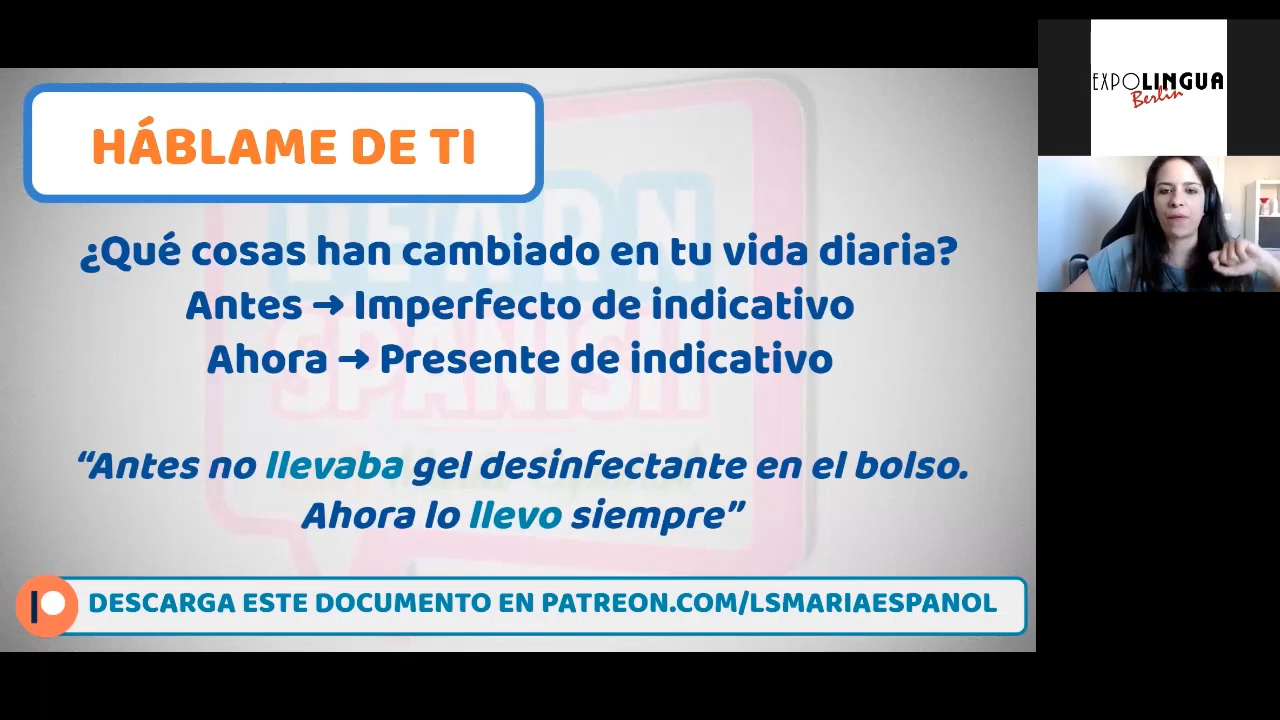 HÁBLAME DE TI
¿Qué cosas han cambiado en tu vida diaria?
Antes → Imperfecto de indicativo
Ahora → Presente de indicativo
“Antes no llevaba gel desinfectante en el bolso.
Ahora lo llevo siempre”
DESCARGA ESTE DOCUMENTO EN PATREON.COM/LSMARIAESPANOL
EXPOLINGUA
Berlin
LEARN
SPANISH